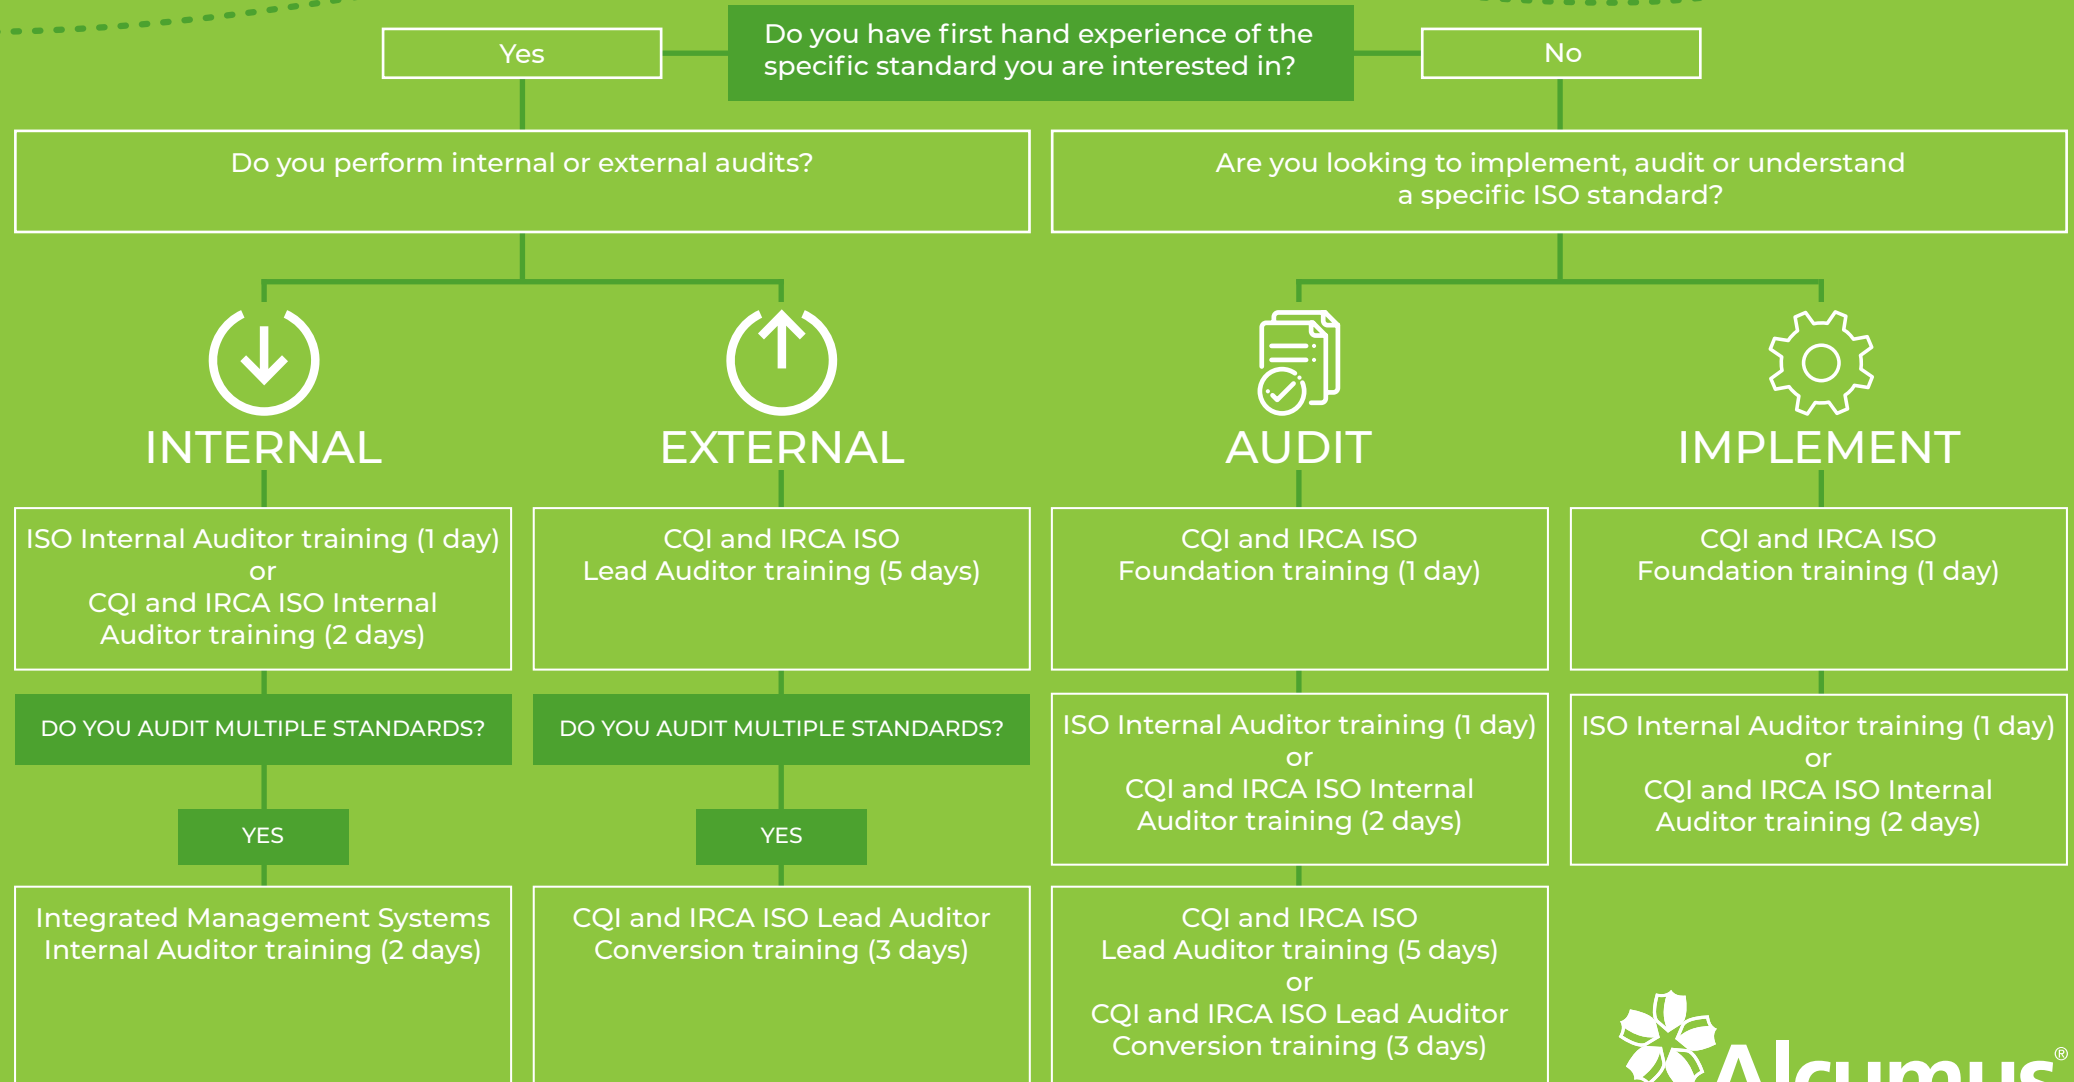 Do you have first hand experience of the
specific standard you are interested in?
Yes
No
Do you perform internal or external audits?
Are you looking to implement, audit or understand
a specific ISO standard?
INTERNAL
ISO Internal Auditor training (1 day)
or
CQI and IRCA ISO Internal
Auditor training (2 days)
DO YOU AUDIT MULTIPLE STANDARDS?
YES
Integrated Management Systems
Internal Auditor training (2 days)
EXTERNAL
CQI and IRCA ISO
Lead Auditor training (5 days)
DO YOU AUDIT MULTIPLE STANDARDS?
YES
CQI and IRCA ISO Lead Auditor
Conversion training (3 days)
AUDIT
CQI and IRCA ISO
Foundation training (1 day)
ISO Internal Auditor training (1 day)
or
CQI and IRCA ISO Internal
Auditor training (2 days)
CQI and IRCA ISO
Lead Auditor training (5 days)
or
CQI and IRCA ISO Lead Auditor
Conversion training (3 days)
IMPLEMENT
CQI and IRCA ISO
Foundation training (1 day)
ISO Internal Auditor training (1 day)
or
CQI and IRCA ISO Internal
Auditor training (2 days)
Alcumus®